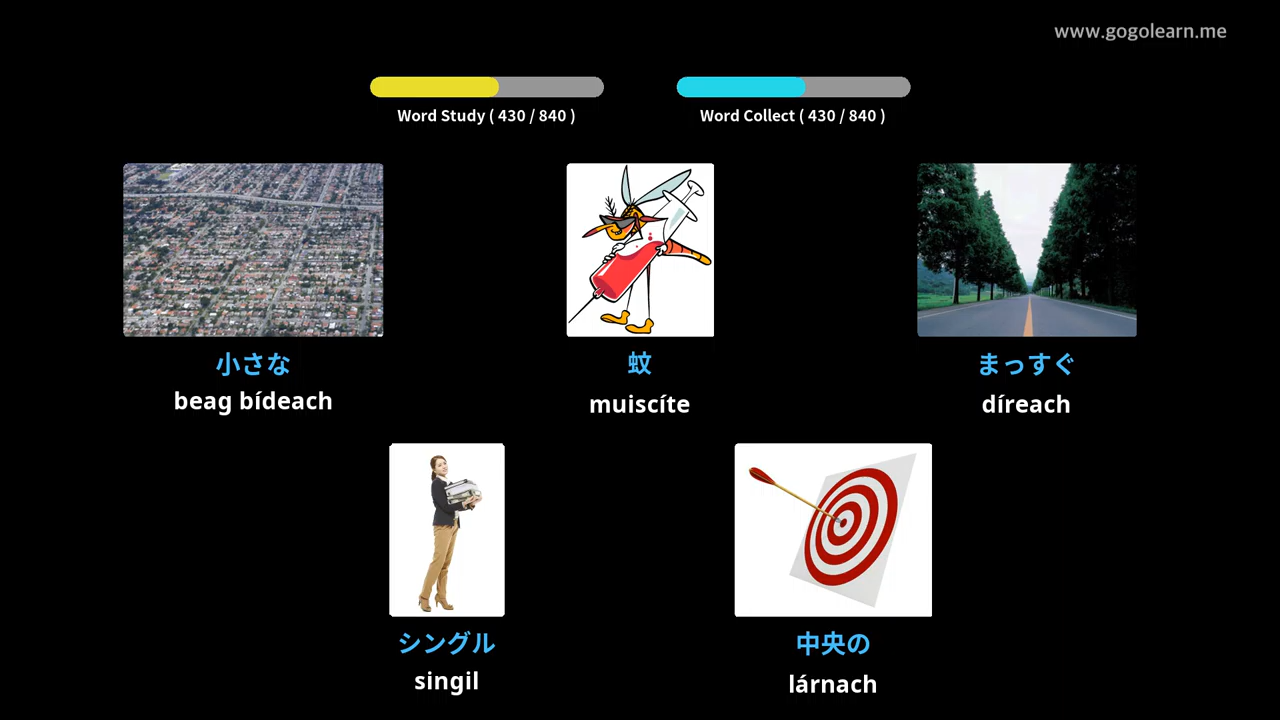 www.gogolearn.me
Word Study ( 430 / 840 )
Word Collect ( 430 / 840 )
小さな
beag bídeach
蚊
muiscíte
まっすぐ
díreach
シングル
singil
中央の
lárnach